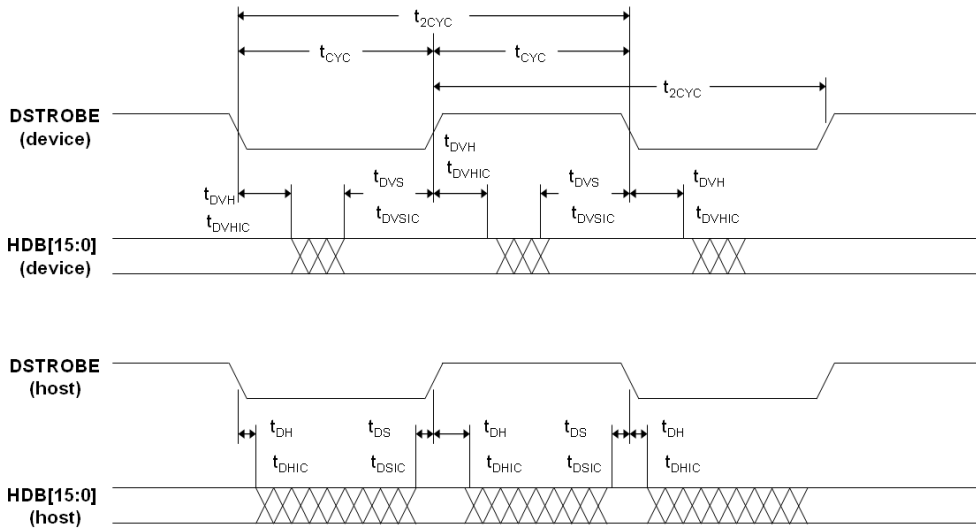 t2CYC
tCYC tCYC
t2CYC
DSTROBE
(device)
tDVH
tDVHIC
tDVS
tDVSIC
tDVH
tDVHIC
tDVS
tDVSIC
tDVH
tDVHIC
HDB[15:0]
(device)
DSTROBE
(host)
tDH
tDHIC
tDS
tDSIC
tDH
tDHIC
tDS
tDSIC
tDH
tDHIC
HDB[15:0]
(host)